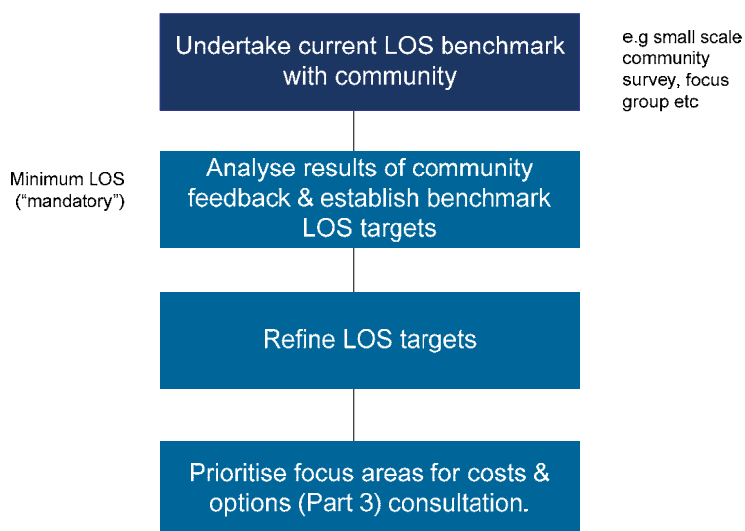 Undertake current LOS benchmark
with community
e.g small scale
community
survey, focus
group etc
Minimum LOS
(“mandatory”)
Analyse results of community
feedback & establish benchmark
LOS targets
Refine LOS targets
Prioritise focus areas for costs &
options (Part 3) consultation.